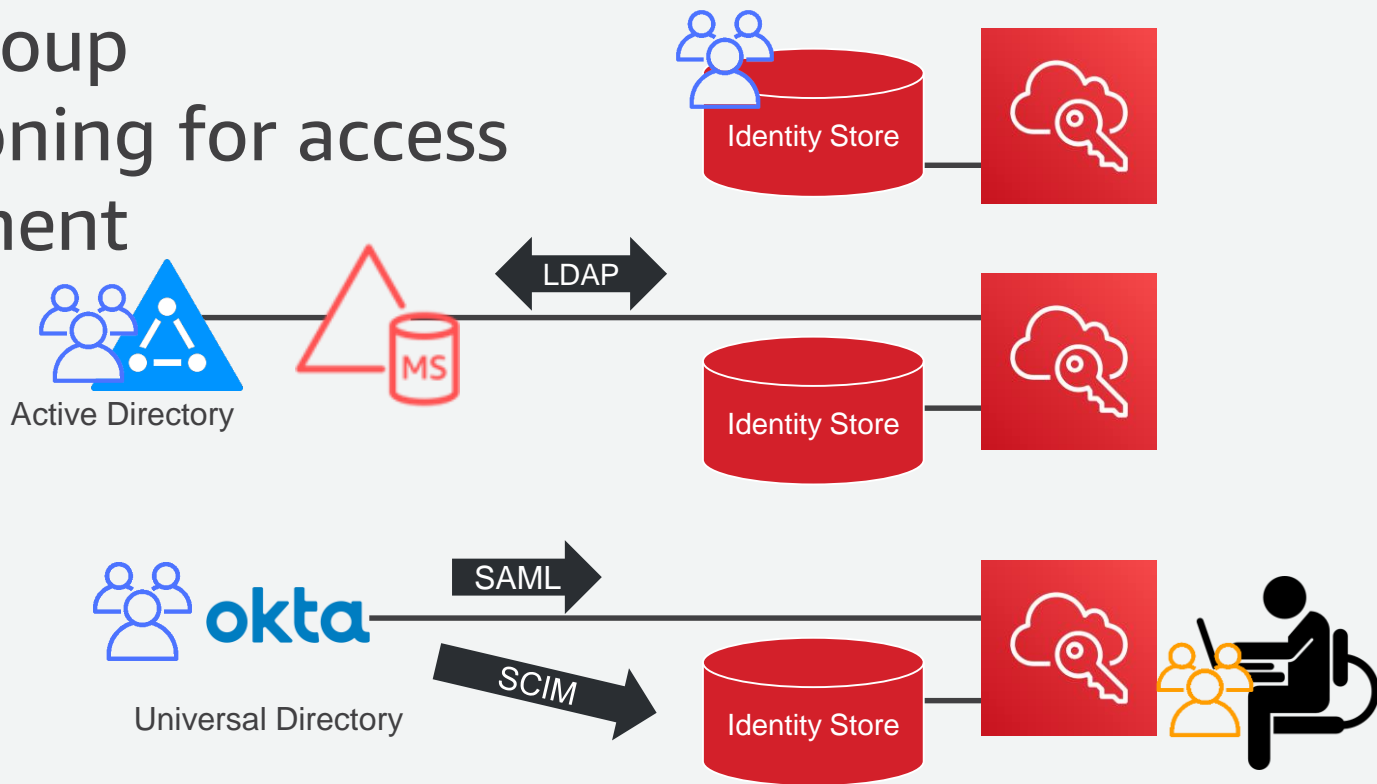 oup
oning for access
ment
Identity Store
LDAP
MS
Active Directory
Identity Store
SAML
okta
SCIM
Universal Directory
Identity Store